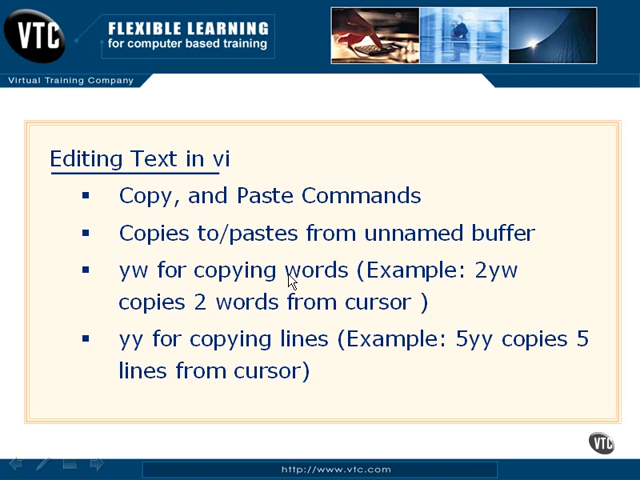 VTC
FLEXIBLE LEARNING
for computer based training
Virtual Training Company
Editing Text in vi
▪ Copy, and Paste Commands
▪ Copies to/pastes from unnamed buffer
▪ yw for copying words (Example: 2yw
copies 2 words from cursor )
▪ yy for copying lines (Example: 5yy copies 5
lines from cursor)
VTC
http://www.vtc.com